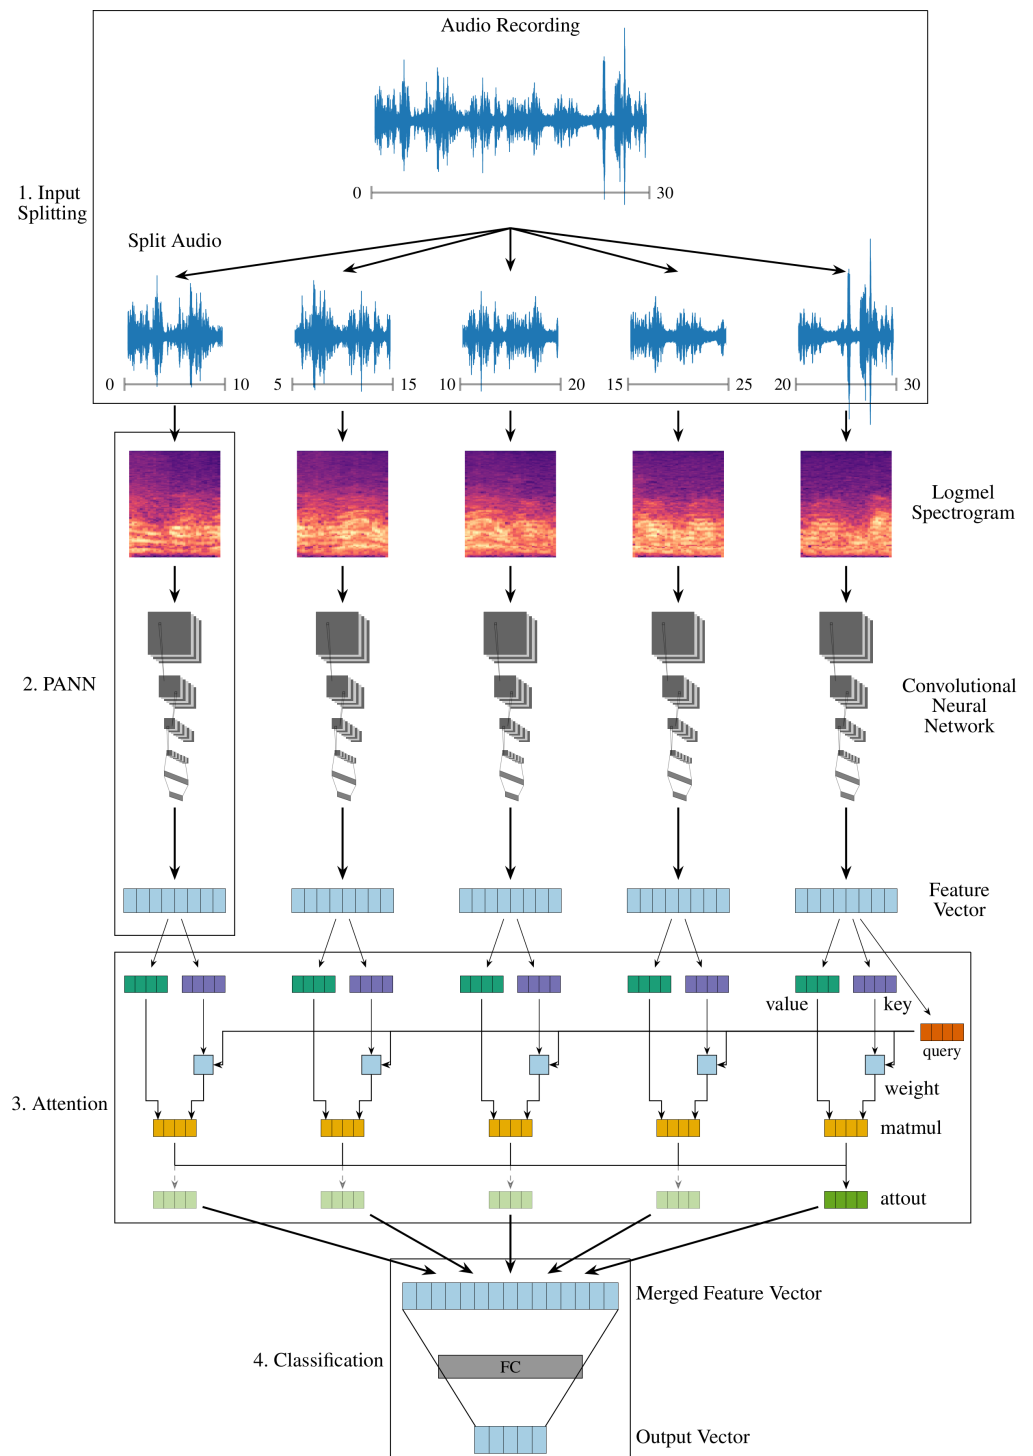 Audio Recording
0 30
1. Input
Splitting
Split Audio
0 10 5 15 10 20 15 25 20 30
Logmel
Spectrogram
2. PANN
Convolutional
Neural
Network
Feature
Vector
value key
query
weight
3. Attention
matmul
attout
Merged Feature Vector
4. Classification
FC
Output Vector